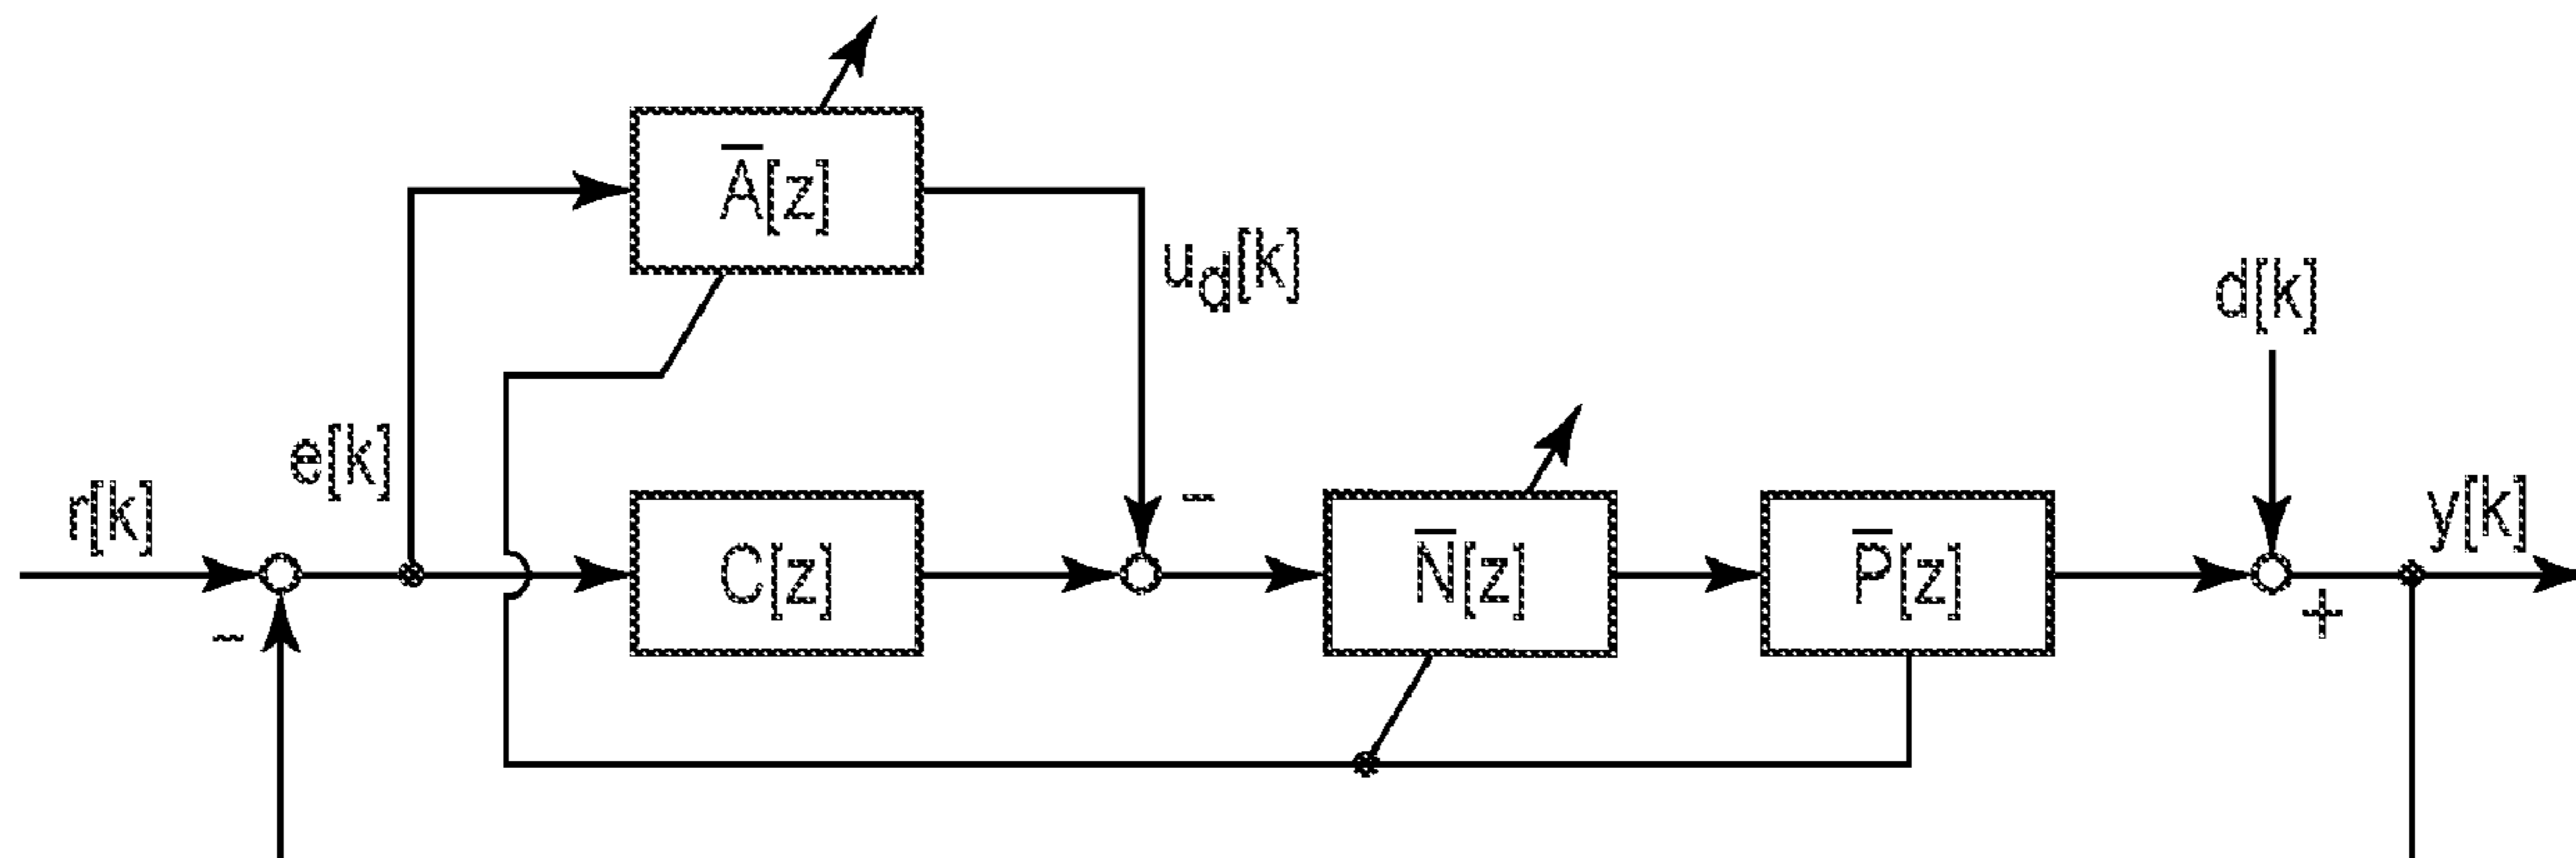 A̅[z]
u_d[k]
d[k]
e[k]
r[k]
C[z]
−
N̅[z]
P̅[z]
y[k]
−
+